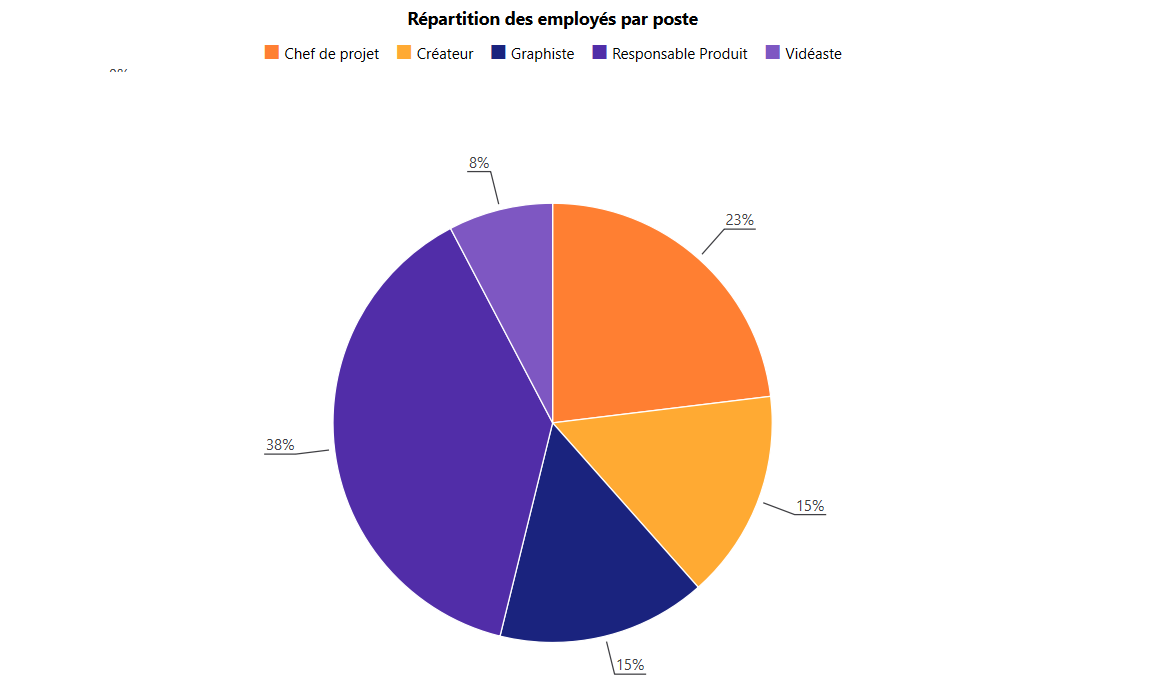 Répartition des employés par poste
Chef de projet Créateur Graphiste Responsable Produit Vidéaste
8%
23%
38%
15%
15%